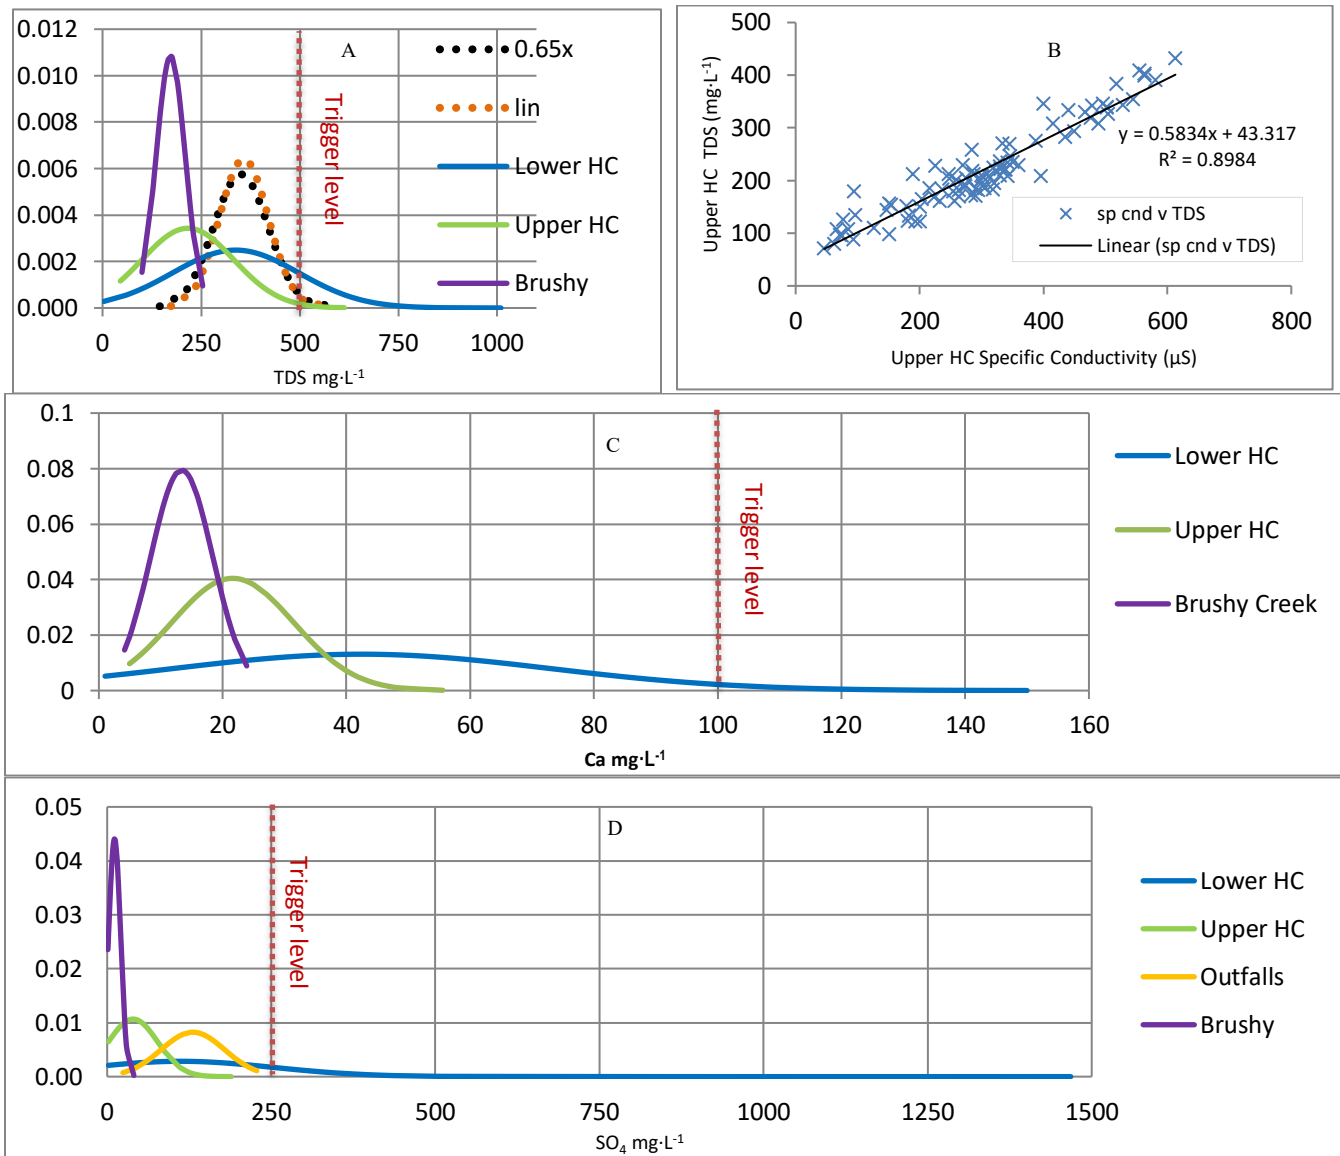 A
0.012
0.010
0.008
0.006
0.004
0.002
0.000
0 250 500 750 1000
TDS mg·L-1
0.65x
lin
Lower HC
Upper HC
Brushy
Trigger level
B
Upper HC TDS (mg·L-1)
500
400
300
200
100
0
0 200 400 600 800
Upper HC Specific Conductivity (µS)
y = 0.5834x + 43.317
R² = 0.8984
sp cnd v TDS
Linear (sp cnd v TDS)
C
0.1
0.08
0.06
0.04
0.02
0
0 20 40 60 80 100 120 140 160
Ca mg·L-1
Trigger level
Lower HC
Upper HC
Brushy Creek
D
0.05
0.04
0.03
0.02
0.01
0.00
0 250 500 750 1000 1250 1500
SO4 mg·L-1
Trigger level
Lower HC
Upper HC
Outfalls
Brushy